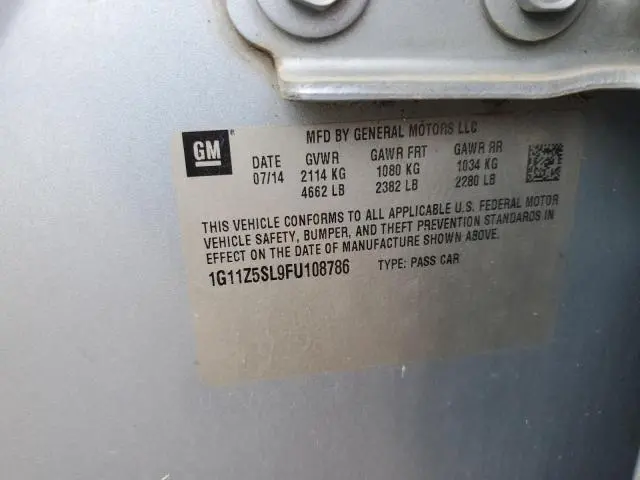 GM®
MFD BY GENERAL MOTORS LLC
DATE GVWR GAWR FRT GAWR RR
07/14 2114 KG 1080 KG 1034 KG
4662 LB 2382 LB 2280 LB
THIS VEHICLE CONFORMS TO ALL APPLICABLE U.S. FEDERAL MOTOR
VEHICLE SAFETY, BUMPER, AND THEFT PREVENTION STANDARDS IN
EFFECT ON THE DATE OF MANUFACTURE SHOWN ABOVE.
1G11Z5SL9FU108786 TYPE: PASS CAR